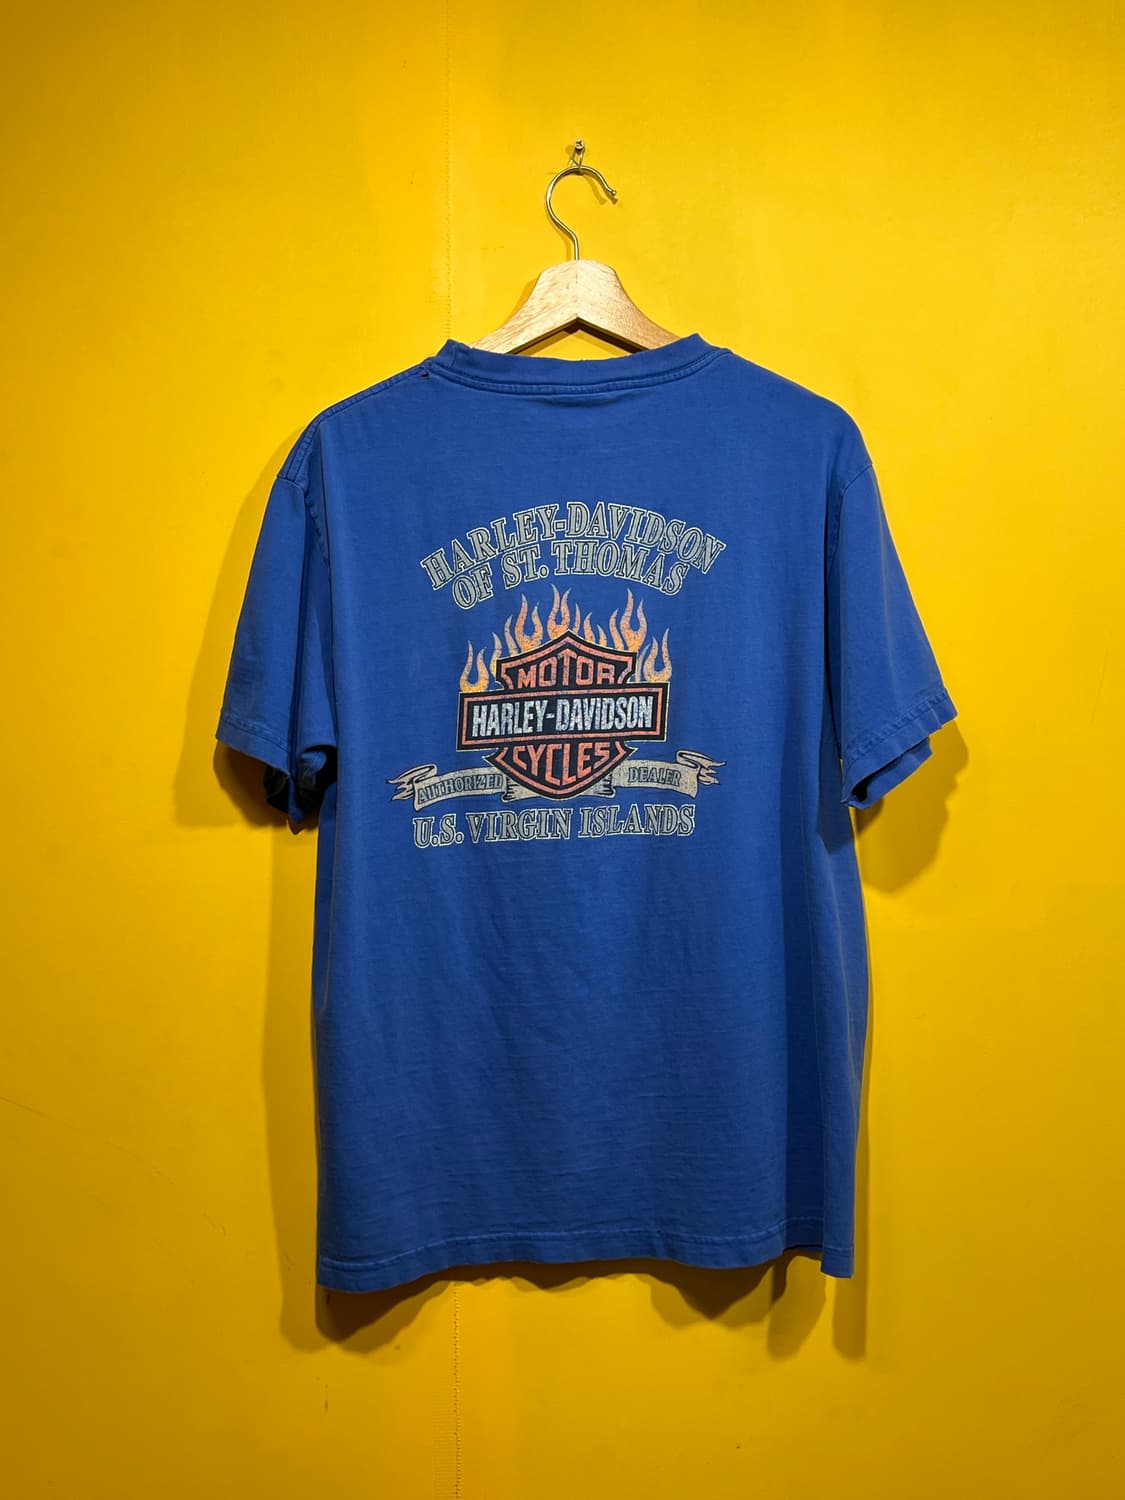 HARLEY-DAVIDSON
OF ST. THOMAS
MOTOR
HARLEY-DAVIDSON
CYCLES
AUTHORIZED DEALER
U.S. VIRGIN ISLANDS